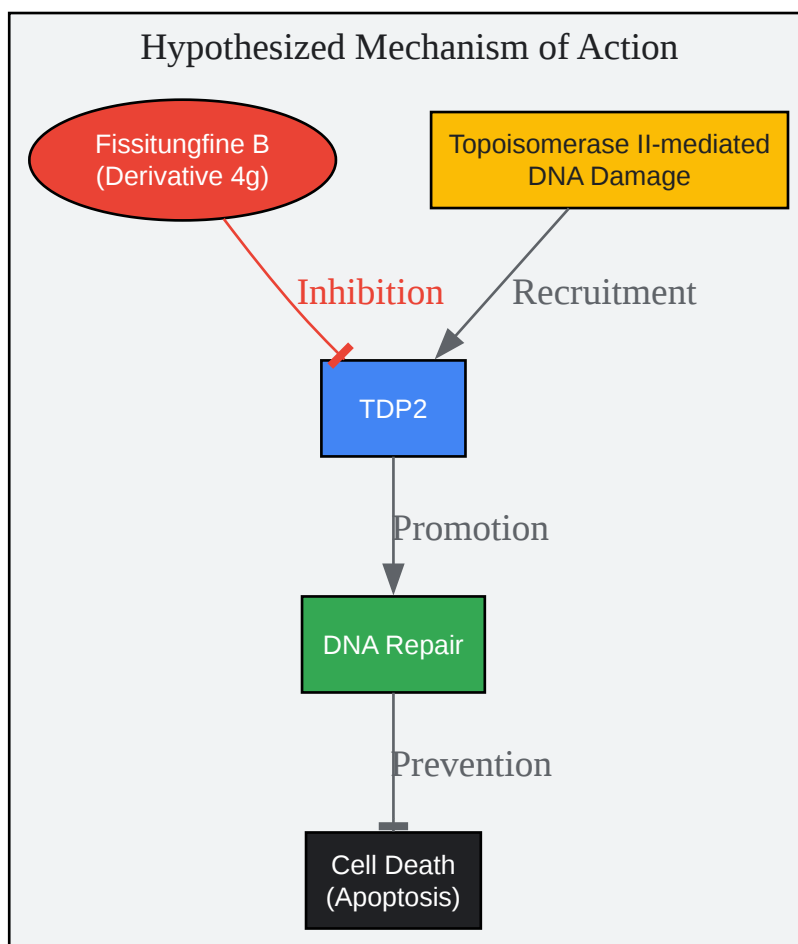 Hypothesized Mechanism of Action
Fissitungfine B
(Derivative 4g)
Topoisomerase II-mediated
DNA Damage
Inhibition
Recruitment
TDP2
Promotion
DNA Repair
Prevention
Cell Death
(Apoptosis)